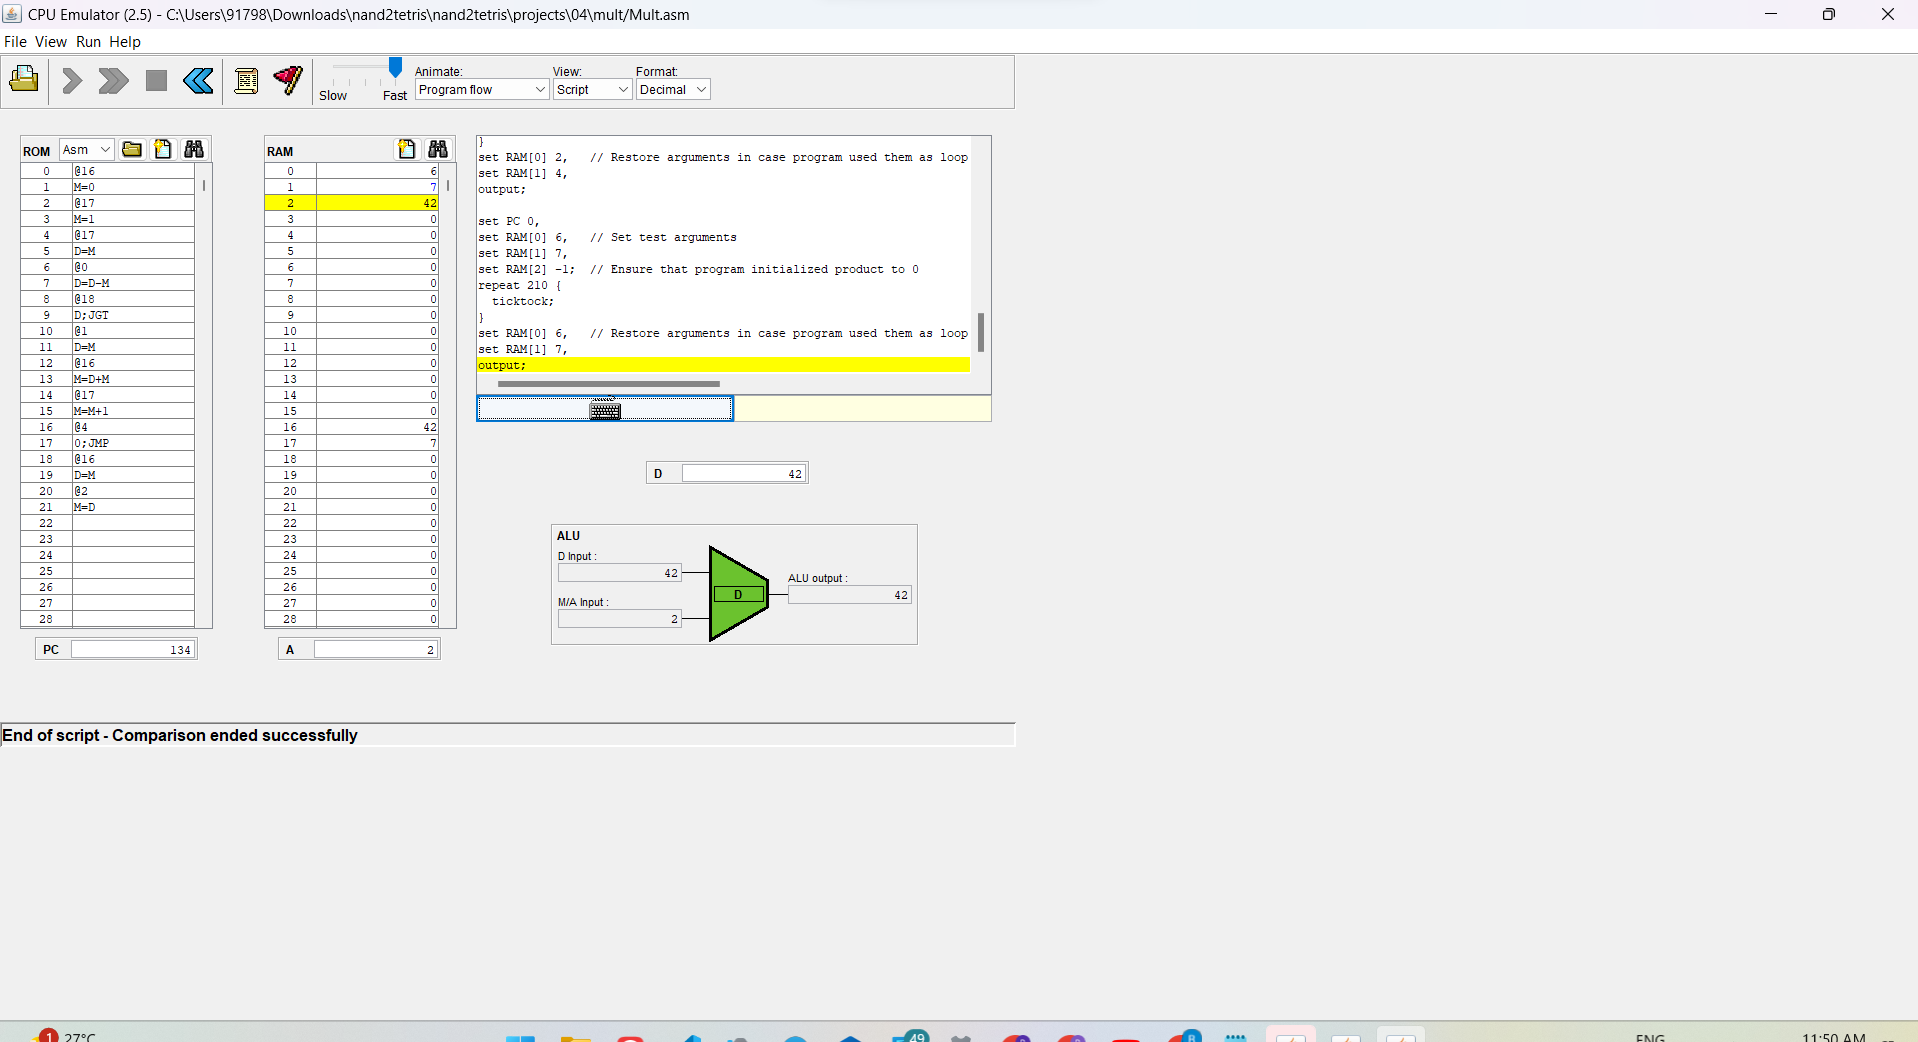 CPU Emulator (2.5) - C:\Users\91798\Downloads\nand2tetris\nand2tetris\projects\04\mult/Mult.asm
File View Run Help
Slow Fast
Animate:
Program flow
View:
Script
Format:
Decimal
ROM Asm
0 @16
1 M=0
2 @17
3 M=1
4 @17
5 D=M
6 @0
7 D=D-M
8 @18
9 D;JGT
10 @1
11 D=M
12 @16
13 M=D+M
14 @17
15 M=M+1
16 @4
17 0;JMP
18 @16
19 D=M
20 @2
21 M=D
22
23
24
25
26
27
28
PC 134
RAM
0 6
1 7
2 42
3 0
4 0
5 0
6 0
7 0
8 0
9 0
10 0
11 0
12 0
13 0
14 0
15 0
16 42
17 7
18 0
19 0
20 0
21 0
22 0
23 0
24 0
25 0
26 0
27 0
28 0
A 2
}
set RAM[0] 2, // Restore arguments in case program used them as loop
set RAM[1] 4,
output;
set PC 0,
set RAM[0] 6, // Set test arguments
set RAM[1] 7,
set RAM[2] -1; // Ensure that program initialized product to 0
repeat 210 {
ticktock;
}
set RAM[0] 6, // Restore arguments in case program used them as loop
set RAM[1] 7,
output;
D 42
ALU
D Input :
42
M/A Input :
2
D
ALU output :
42
End of script - Comparison ended successfully
1 27°C
49
8
ENG
11:50 AM